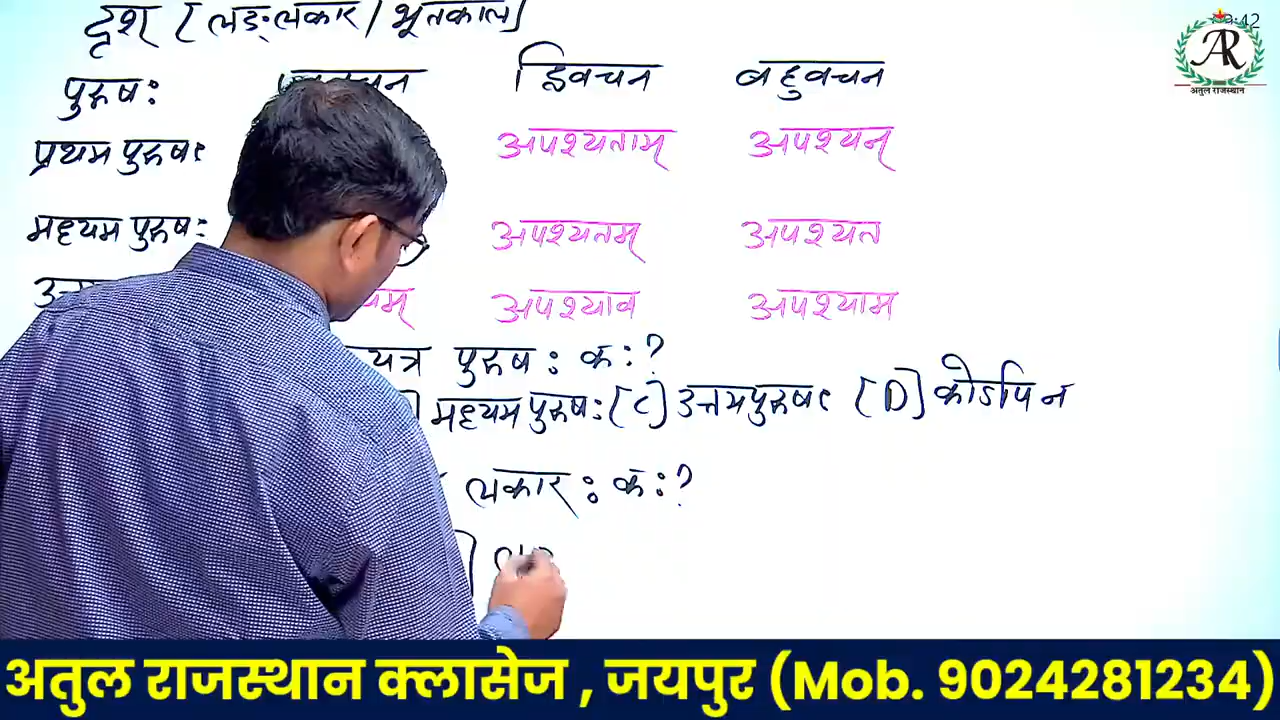 दृश् [लङ्लकार/भूतकाल]
पुरुषः द्विवचन बहुवचन
प्रथम पुरुषः अपश्यताम् अपश्यन्
मध्यम पुरुषः अपश्यतम् अपश्यत
अपश्याव अपश्याम
पुरुषः कः?
मध्यम पुरुषः [C] उत्तमपुरुषः [D] कोऽपि न
लकारः कः?
AR
अतुल राजस्थान
अतुल राजस्थान क्लासेज , जयपुर (Mob. 9024281234)